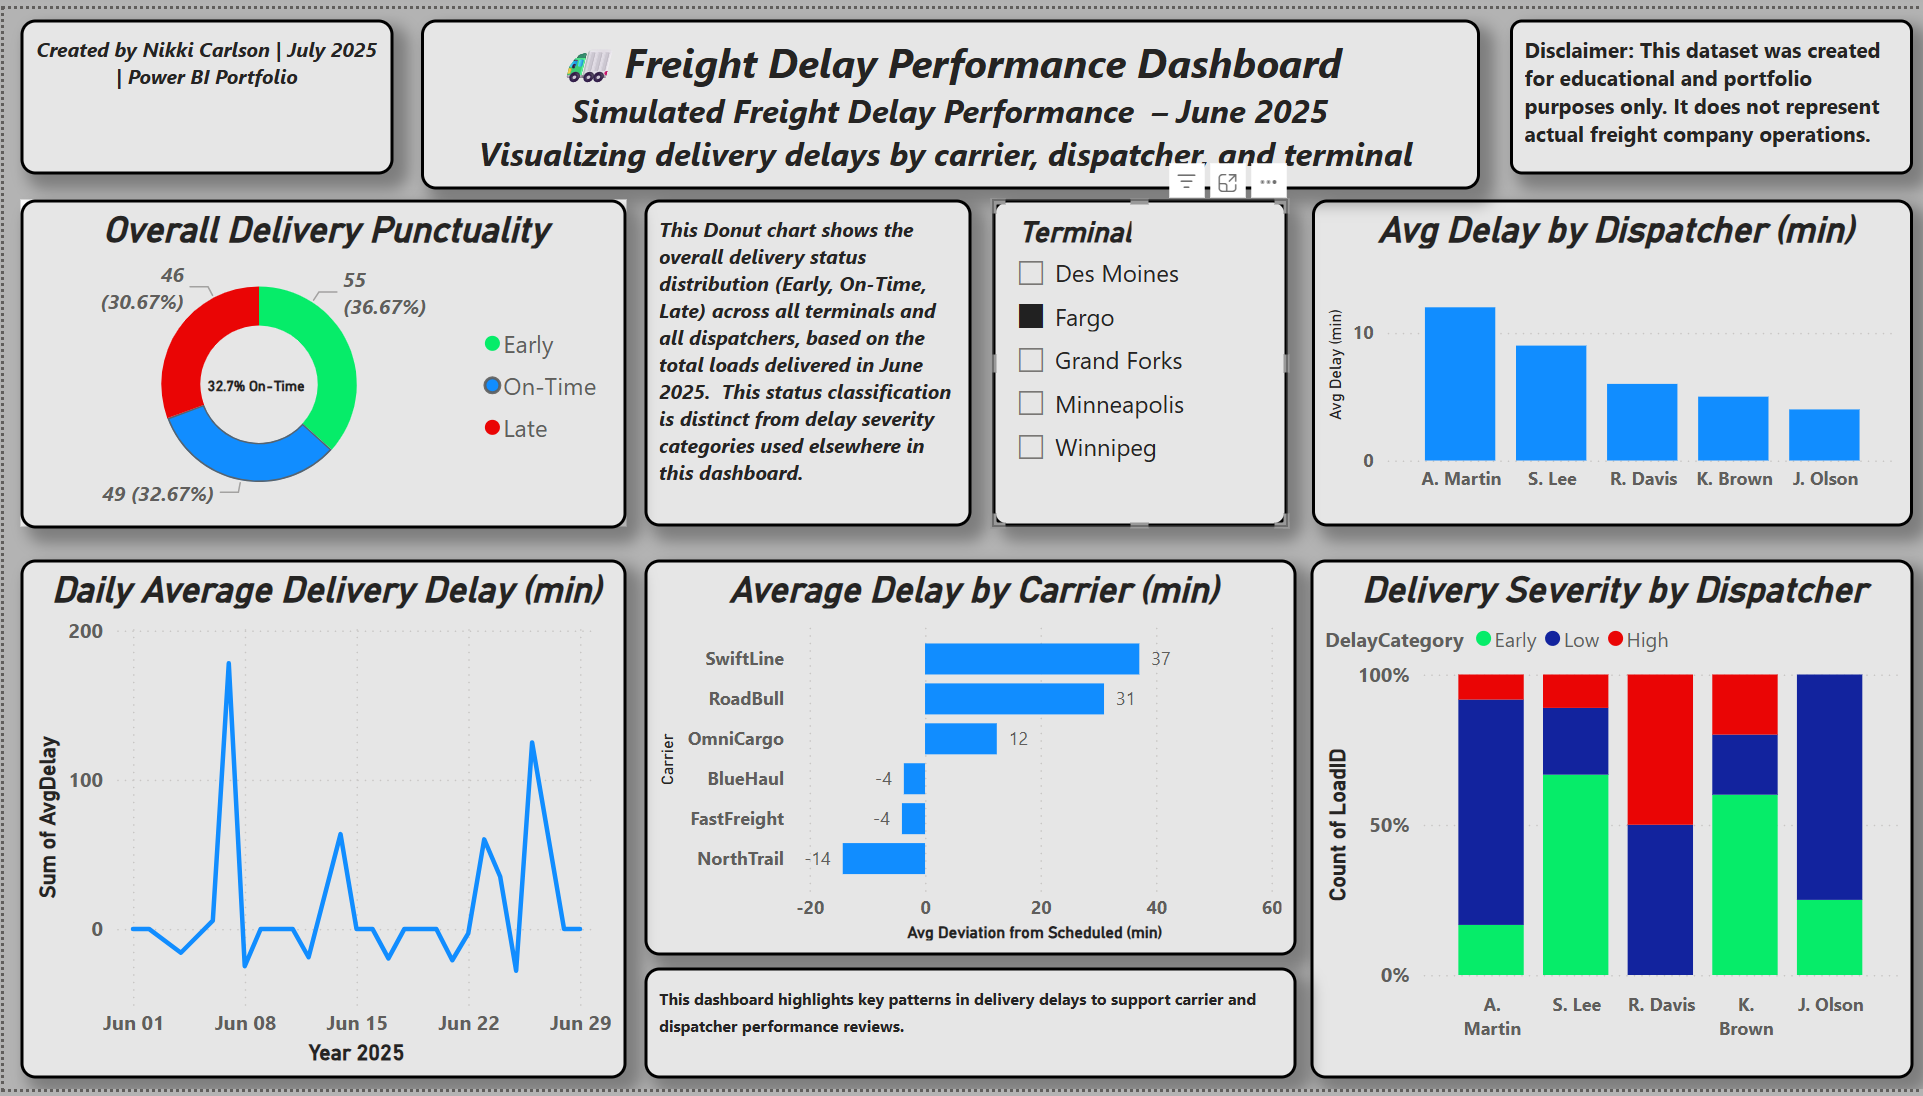 Created by Nikki Carlson | July 2025
| Power BI Portfolio
🚛 Freight Delay Performance Dashboard
Simulated Freight Delay Performance – June 2025
Visualizing delivery delays by carrier, dispatcher, and terminal
Disclaimer: This dataset was created
for educational and portfolio
purposes only. It does not represent
actual freight company operations.
Overall Delivery Punctuality
46
(30.67%)
55
(36.67%)
32.7% On-Time
49 (32.67%)
Early
On-Time
Late
This Donut chart shows the
overall delivery status
distribution (Early, On-Time,
Late) across all terminals and
all dispatchers, based on the
total loads delivered in June
2025. This status classification
is distinct from delay severity
categories used elsewhere in
this dashboard.
Terminal
Des Moines
Fargo
Grand Forks
Minneapolis
Winnipeg
Avg Delay by Dispatcher (min)
Avg Delay (min)
10
0
A. Martin S. Lee R. Davis K. Brown J. Olson
Daily Average Delivery Delay (min)
Sum of AvgDelay
200
100
0
Jun 01 Jun 08 Jun 15 Jun 22 Jun 29
Year 2025
Average Delay by Carrier (min)
Carrier
SwiftLine 37
RoadBull 31
OmniCargo 12
BlueHaul -4
FastFreight -4
NorthTrail -14
-20 0 20 40 60
Avg Deviation from Scheduled (min)
This dashboard highlights key patterns in delivery delays to support carrier and
dispatcher performance reviews.
Delivery Severity by Dispatcher
DelayCategory Early Low High
Count of LoadID
100%
50%
0%
A. Martin S. Lee R. Davis K. Brown J. Olson